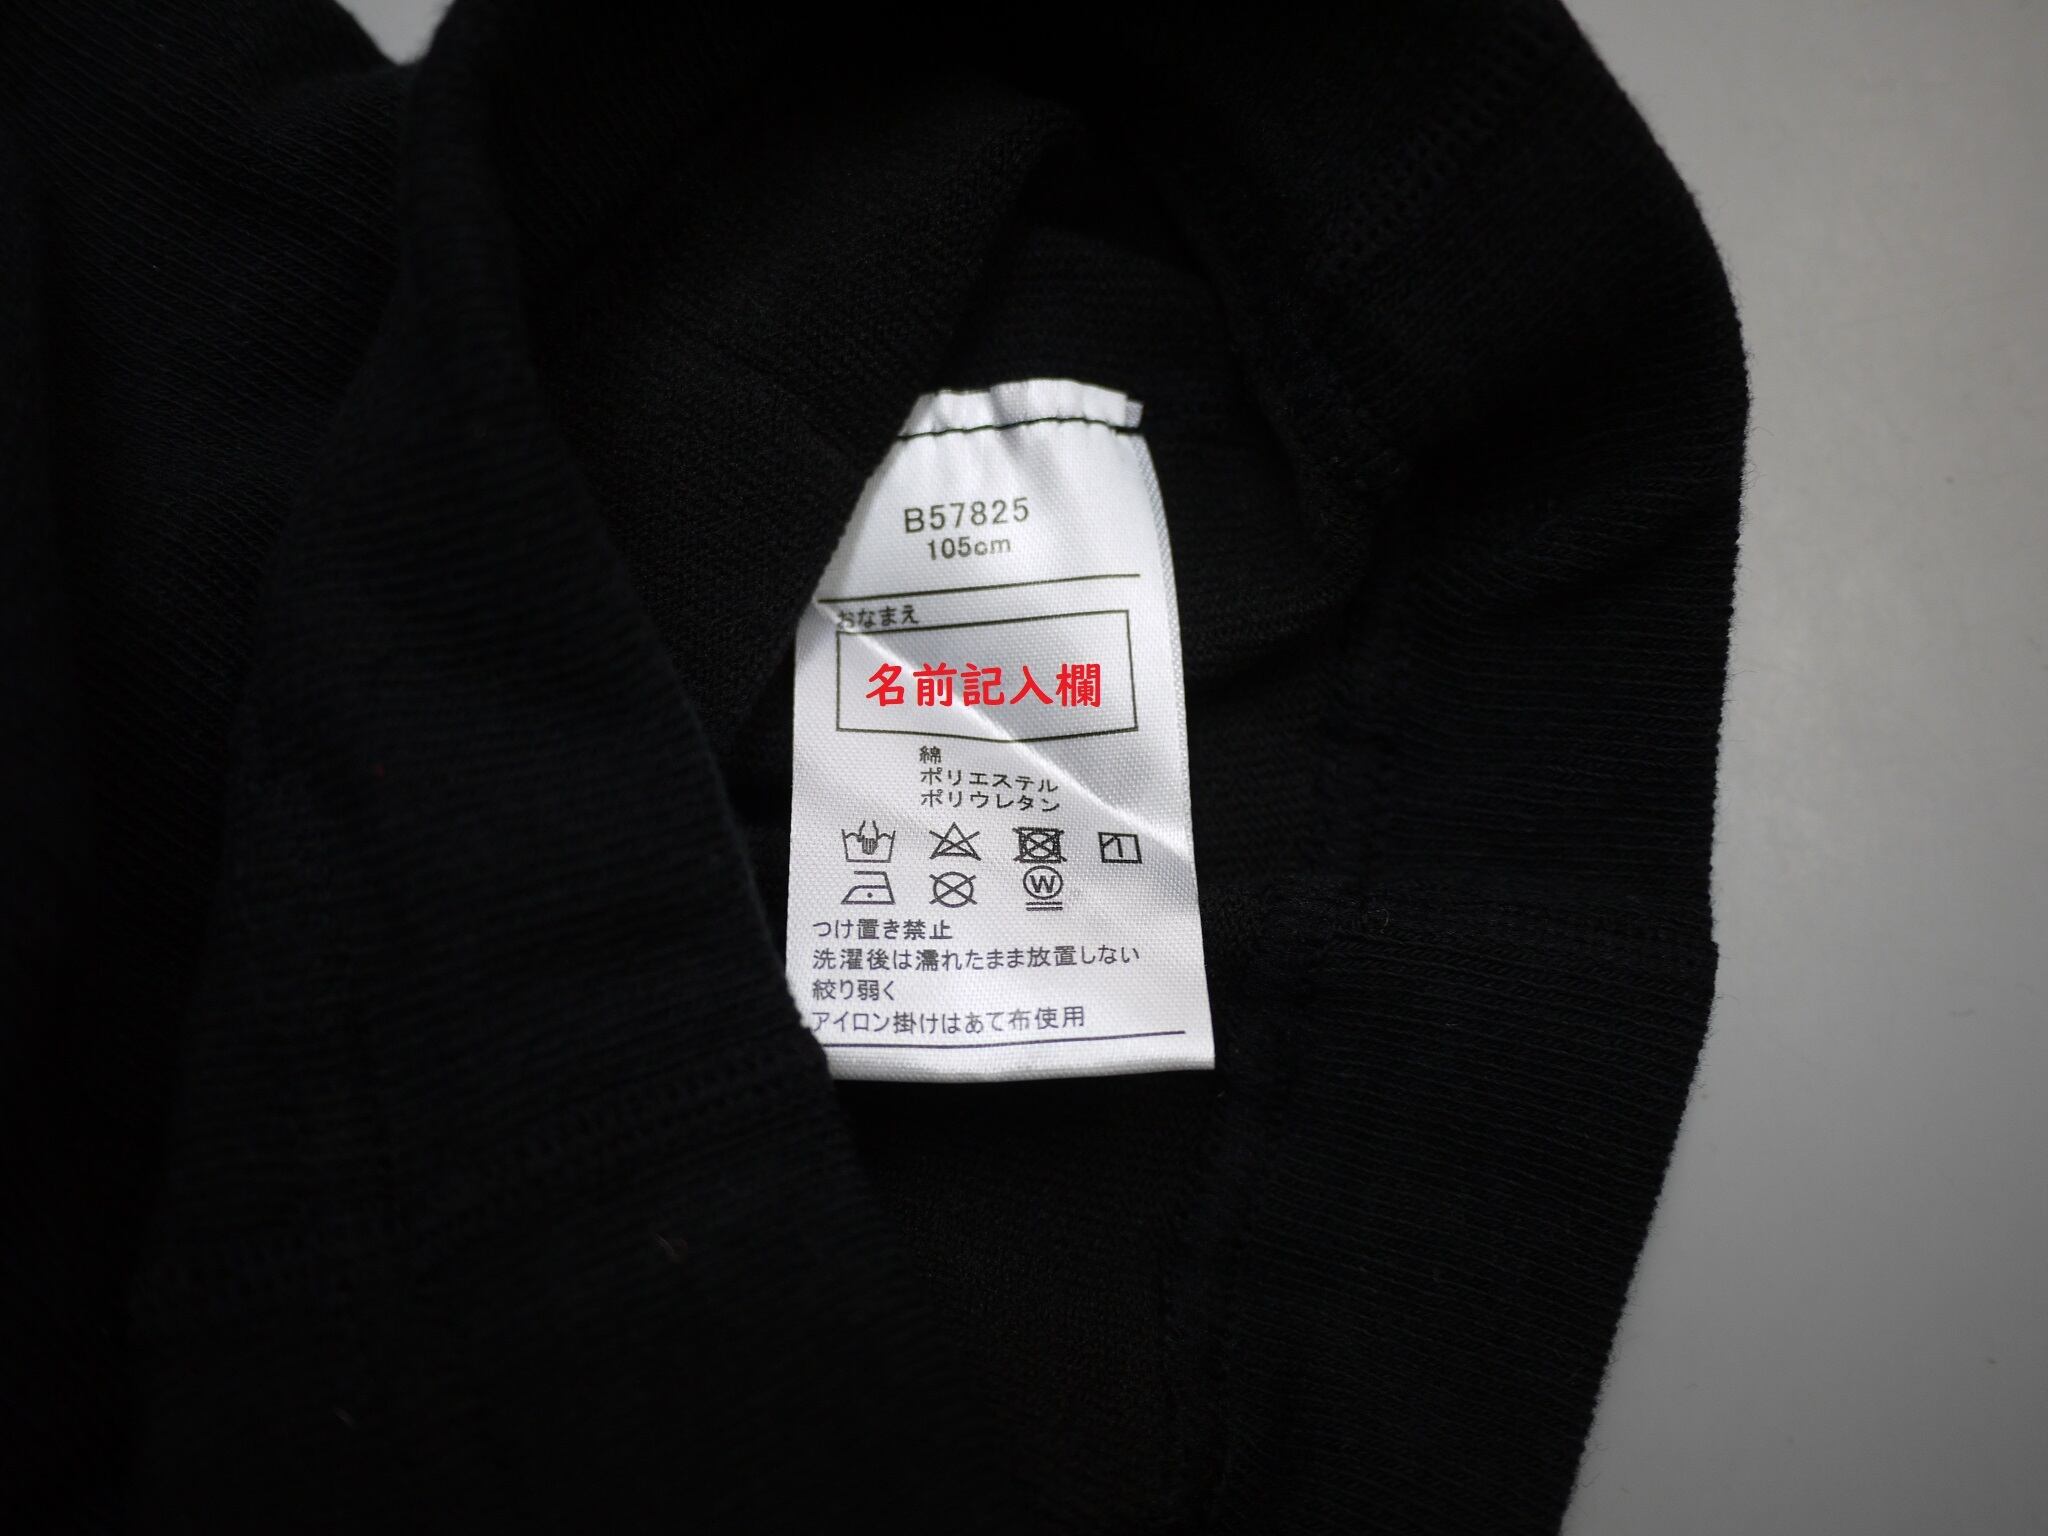 B57825
105cm
おなまえ
名前記入欄
綿
ポリエステル
ポリウレタン
W
つけ置き禁止
洗濯後は濡れたまま放置しない
絞り弱く
アイロン掛けはあて布使用